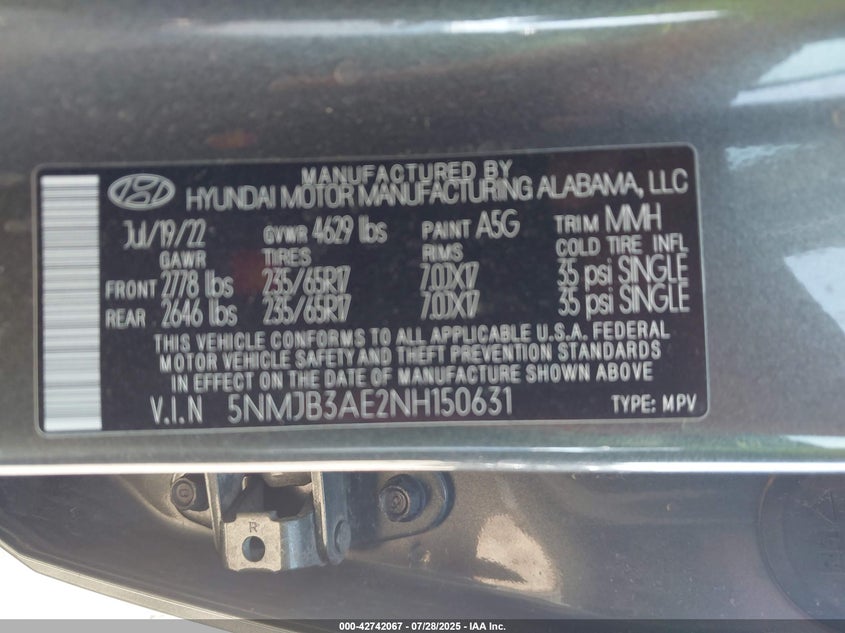 MANUFACTURED BY
HYUNDAI MOTOR MANUFACTURING ALABAMA, LLC
Jul/19/22 GVWR 4629 lbs PAINT A5G TRIM MMH
GAWR TIRES RIMS COLD TIRE INFL
FRONT 2778 lbs 235/65R17 7.0JX17 35 psi SINGLE
REAR 2646 lbs 235/65R17 7.0JX17 35 psi SINGLE
THIS VEHICLE CONFORMS TO ALL APPLICABLE U.S.A. FEDERAL
MOTOR VEHICLE SAFETY AND THEFT PREVENTION STANDARDS
IN EFFECT ON THE DATE OF MANUFACTURE SHOWN ABOVE
V.I.N 5NMJB3AE2NH150631 TYPE: MPV
R
000-42742067 - 07/28/2025 - IAA Inc.